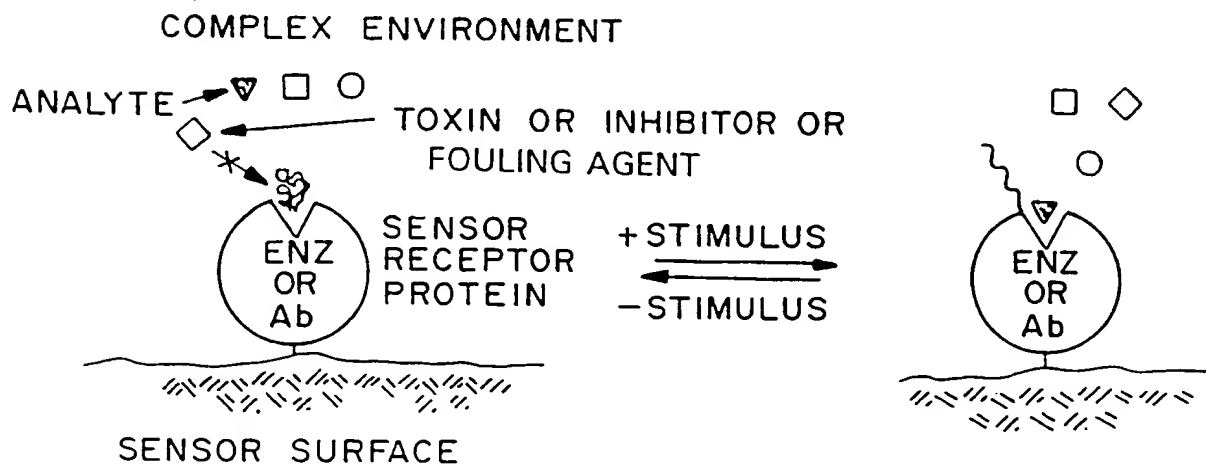 COMPLEX ENVIRONMENT
ANALYTE
TOXIN OR INHIBITOR OR
FOULING AGENT
SENSOR
RECEPTOR
PROTEIN
ENZ
OR
Ab
+STIMULUS
−STIMULUS
ENZ
OR
Ab
SENSOR SURFACE